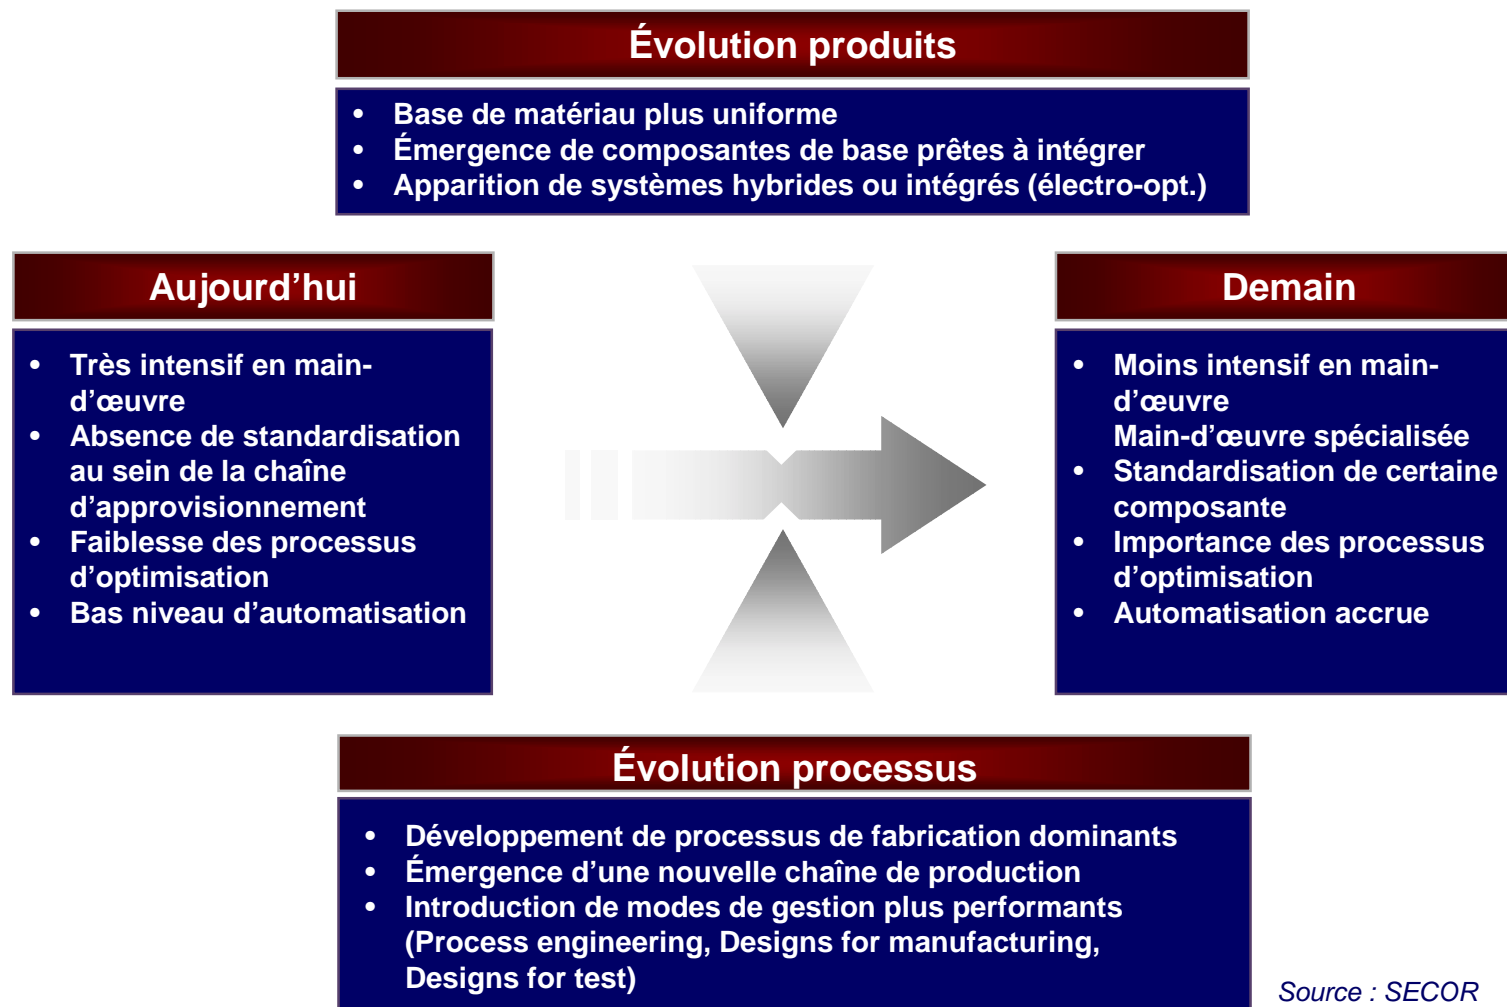 Évolution produits
• Base de matériau plus uniforme
• Émergence de composantes de base prêtes à intégrer
• Apparition de systèmes hybrides ou intégrés (électro-opt.)
Aujourd’hui
• Très intensif en main-
d’œuvre
• Absence de standardisation
au sein de la chaîne
d’approvisionnement
• Faiblesse des processus
d’optimisation
• Bas niveau d’automatisation
Demain
• Moins intensif en main-
d’œuvre
Main-d’œuvre spécialisée
• Standardisation de certaine
composante
• Importance des processus
d’optimisation
• Automatisation accrue
Évolution processus
• Développement de processus de fabrication dominants
• Émergence d’une nouvelle chaîne de production
• Introduction de modes de gestion plus performants
(Process engineering, Designs for manufacturing,
Designs for test)
Source : SECOR